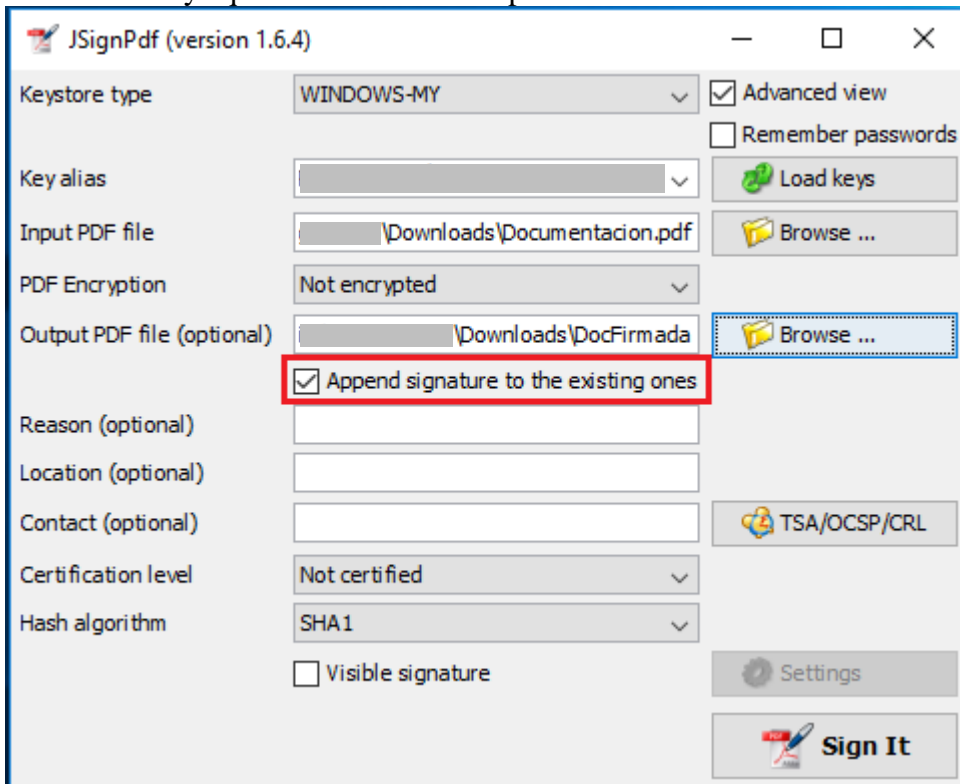 JSignPdf (version 1.6.4)
Keystore type WINDOWS-MY Advanced view
Remember passwords
Key alias Load keys
Input PDF file \Downloads\Documentacion.pdf Browse ...
PDF Encryption Not encrypted
Output PDF file (optional) \Downloads\DocFirmada Browse ...
Append signature to the existing ones
Reason (optional)
Location (optional)
Contact (optional) TSA/OCSP/CRL
Certification level Not certified
Hash algorithm SHA1
Visible signature Settings
Sign It